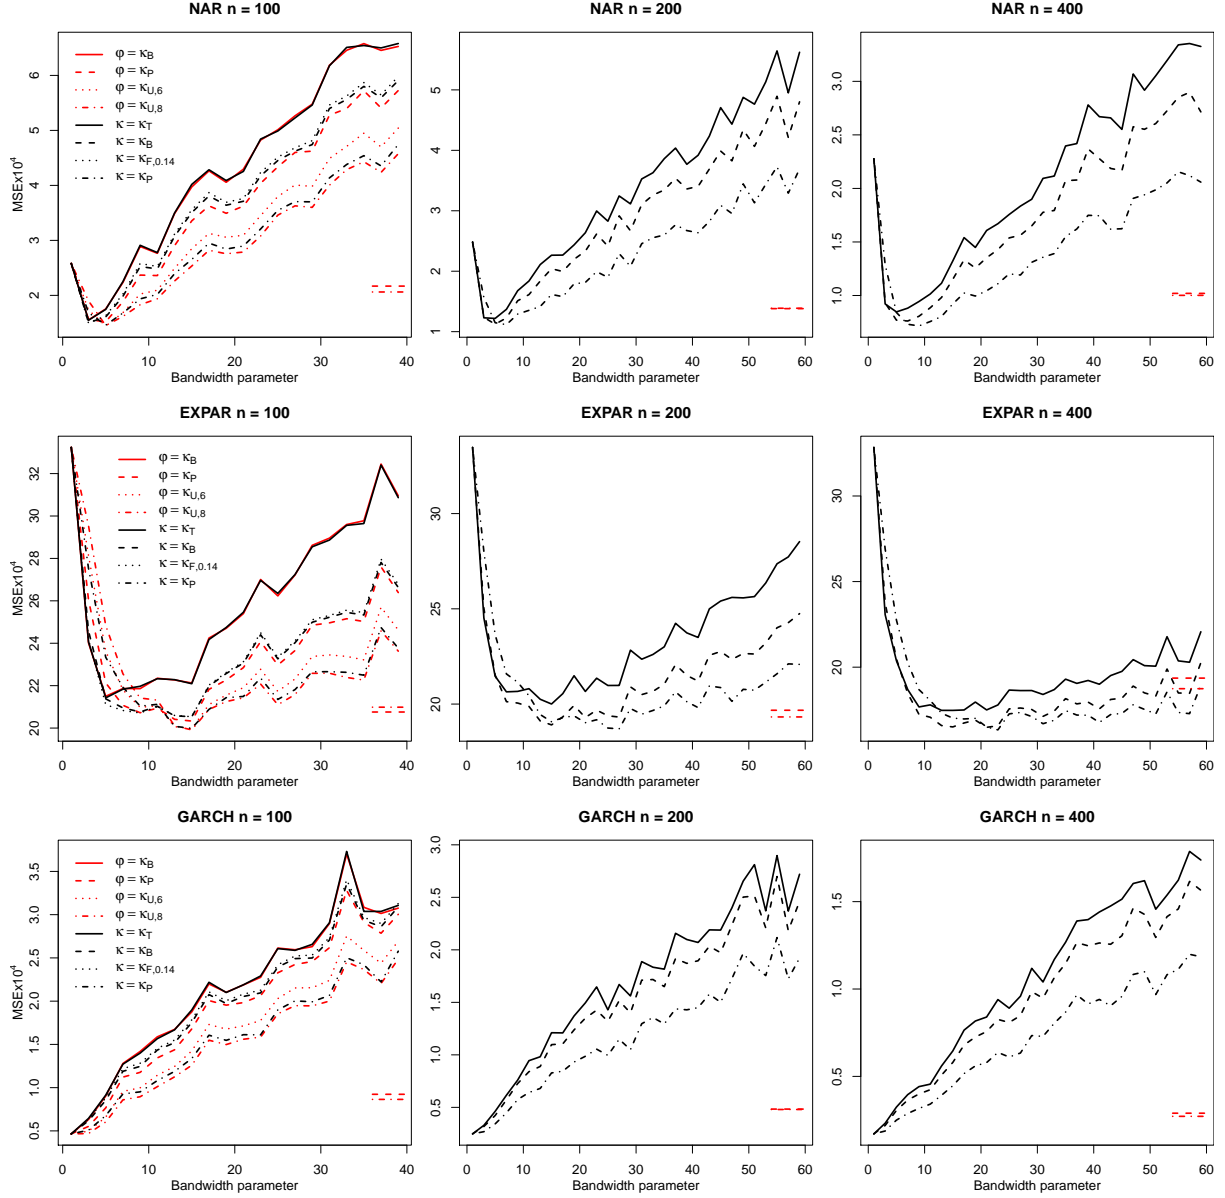 NAR n = 100
MSEx10⁴
2
3
4
5
6
φ = κB
φ = κP
φ = κU,6
φ = κU,8
κ = κT
κ = κB
κ = κF,0.14
κ = κP
0 10 20 30 40
Bandwidth parameter
NAR n = 200
1
2
3
4
5
0 10 20 30 40 50 60
Bandwidth parameter
NAR n = 400
1.0
1.5
2.0
2.5
3.0
0 10 20 30 40 50 60
Bandwidth parameter
EXPAR n = 100
MSEx10⁴
20
22
24
26
28
30
32
φ = κB
φ = κP
φ = κU,6
φ = κU,8
κ = κT
κ = κB
κ = κF,0.14
κ = κP
0 10 20 30 40
Bandwidth parameter
EXPAR n = 200
20
25
30
0 10 20 30 40 50 60
Bandwidth parameter
EXPAR n = 400
20
25
30
0 10 20 30 40 50 60
Bandwidth parameter
GARCH n = 100
MSEx10⁴
0.5
1.0
1.5
2.0
2.5
3.0
3.5
φ = κB
φ = κP
φ = κU,6
φ = κU,8
κ = κT
κ = κB
κ = κF,0.14
κ = κP
0 10 20 30 40
Bandwidth parameter
GARCH n = 200
0.5
1.0
1.5
2.0
2.5
3.0
0 10 20 30 40 50 60
Bandwidth parameter
GARCH n = 400
0.5
1.0
1.5
0 10 20 30 40 50 60
Bandwidth parameter